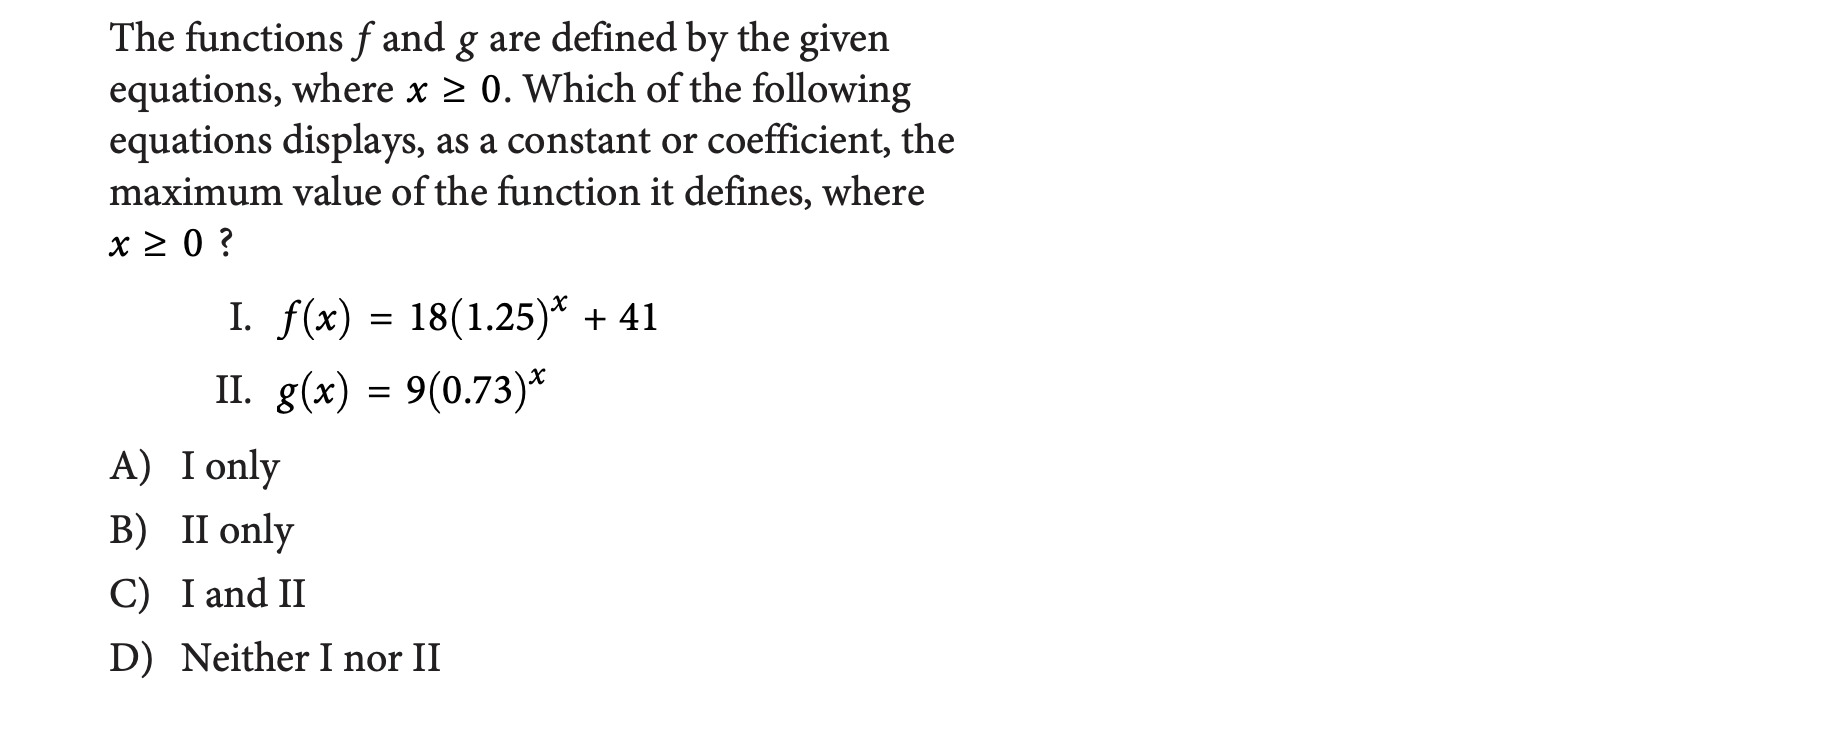 The functions f and g are defined by the given
equations, where x ≥ 0. Which of the following
equations displays, as a constant or coefficient, the
maximum value of the function it defines, where
x ≥ 0 ?
I. f(x) = 18(1.25)ˣ + 41
II. g(x) = 9(0.73)ˣ
A) I only
B) II only
C) I and II
D) Neither I nor II